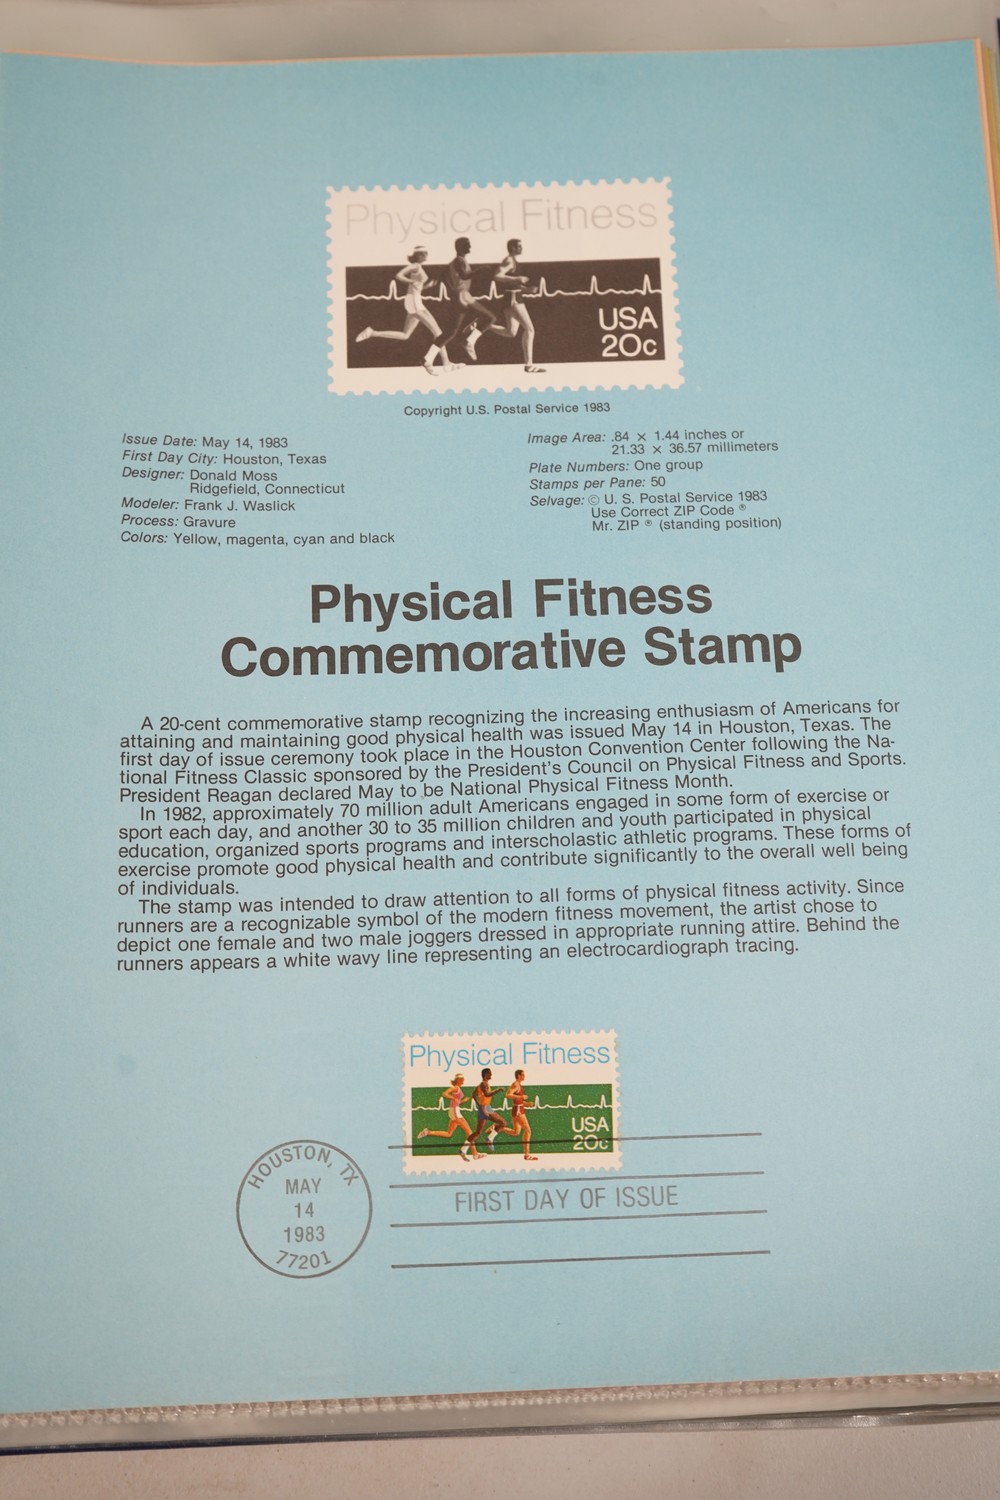 Physical Fitness
USA
20c
Copyright U.S. Postal Service 1983
Issue Date: May 14, 1983
First Day City: Houston, Texas
Designer: Donald Moss
Ridgefield, Connecticut
Modeler: Frank J. Waslick
Process: Gravure
Colors: Yellow, magenta, cyan and black
Image Area: .84 × 1.44 inches or
21.33 × 36.57 millimeters
Plate Numbers: One group
Stamps per Pane: 50
Selvage: © U. S. Postal Service 1983
Use Correct ZIP Code ®
Mr. ZIP ® (standing position)
Physical Fitness
Commemorative Stamp
A 20-cent commemorative stamp recognizing the increasing enthusiasm of Americans for
attaining and maintaining good physical health was issued May 14 in Houston, Texas. The
first day of issue ceremony took place in the Houston Convention Center following the Na-
tional Fitness Classic sponsored by the President's Council on Physical Fitness and Sports.
President Reagan declared May to be National Physical Fitness Month.
In 1982, approximately 70 million adult Americans engaged in some form of exercise or
sport each day, and another 30 to 35 million children and youth participated in physical
education, organized sports programs and interscholastic athletic programs. These forms of
exercise promote good physical health and contribute significantly to the overall well being
of individuals.
The stamp was intended to draw attention to all forms of physical fitness activity. Since
runners are a recognizable symbol of the modern fitness movement, the artist chose to
depict one female and two male joggers dressed in appropriate running attire. Behind the
runners appears a white wavy line representing an electrocardiograph tracing.
Physical Fitness
USA
20c
HOUSTON, TX
MAY
14
1983
77201
FIRST DAY OF ISSUE